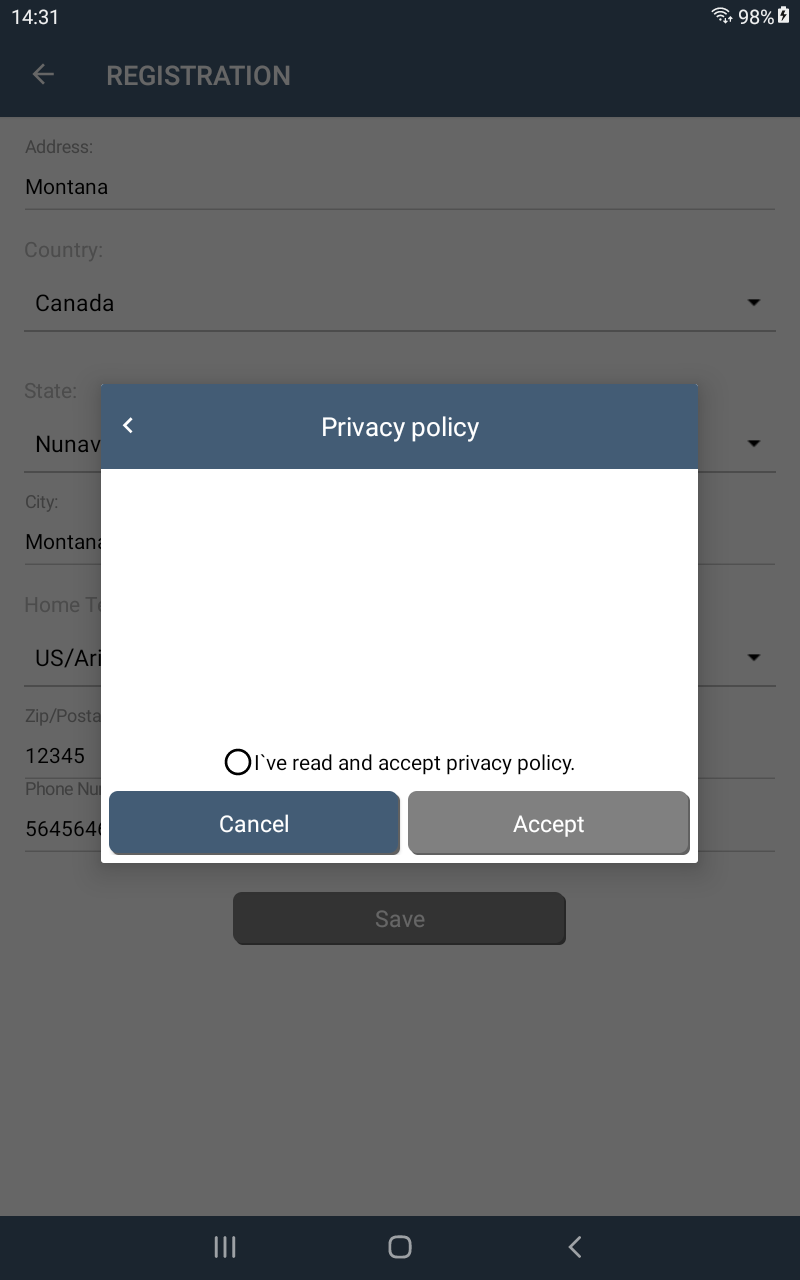 14:31
98%
REGISTRATION
Address:
Montana
Country:
Canada
State:
Nunav
City:
Montana
Home Te
US/Ari
Zip/Posta
12345
Phone Nu
564564
Privacy policy
I`ve read and accept privacy policy.
Cancel
Accept
Save